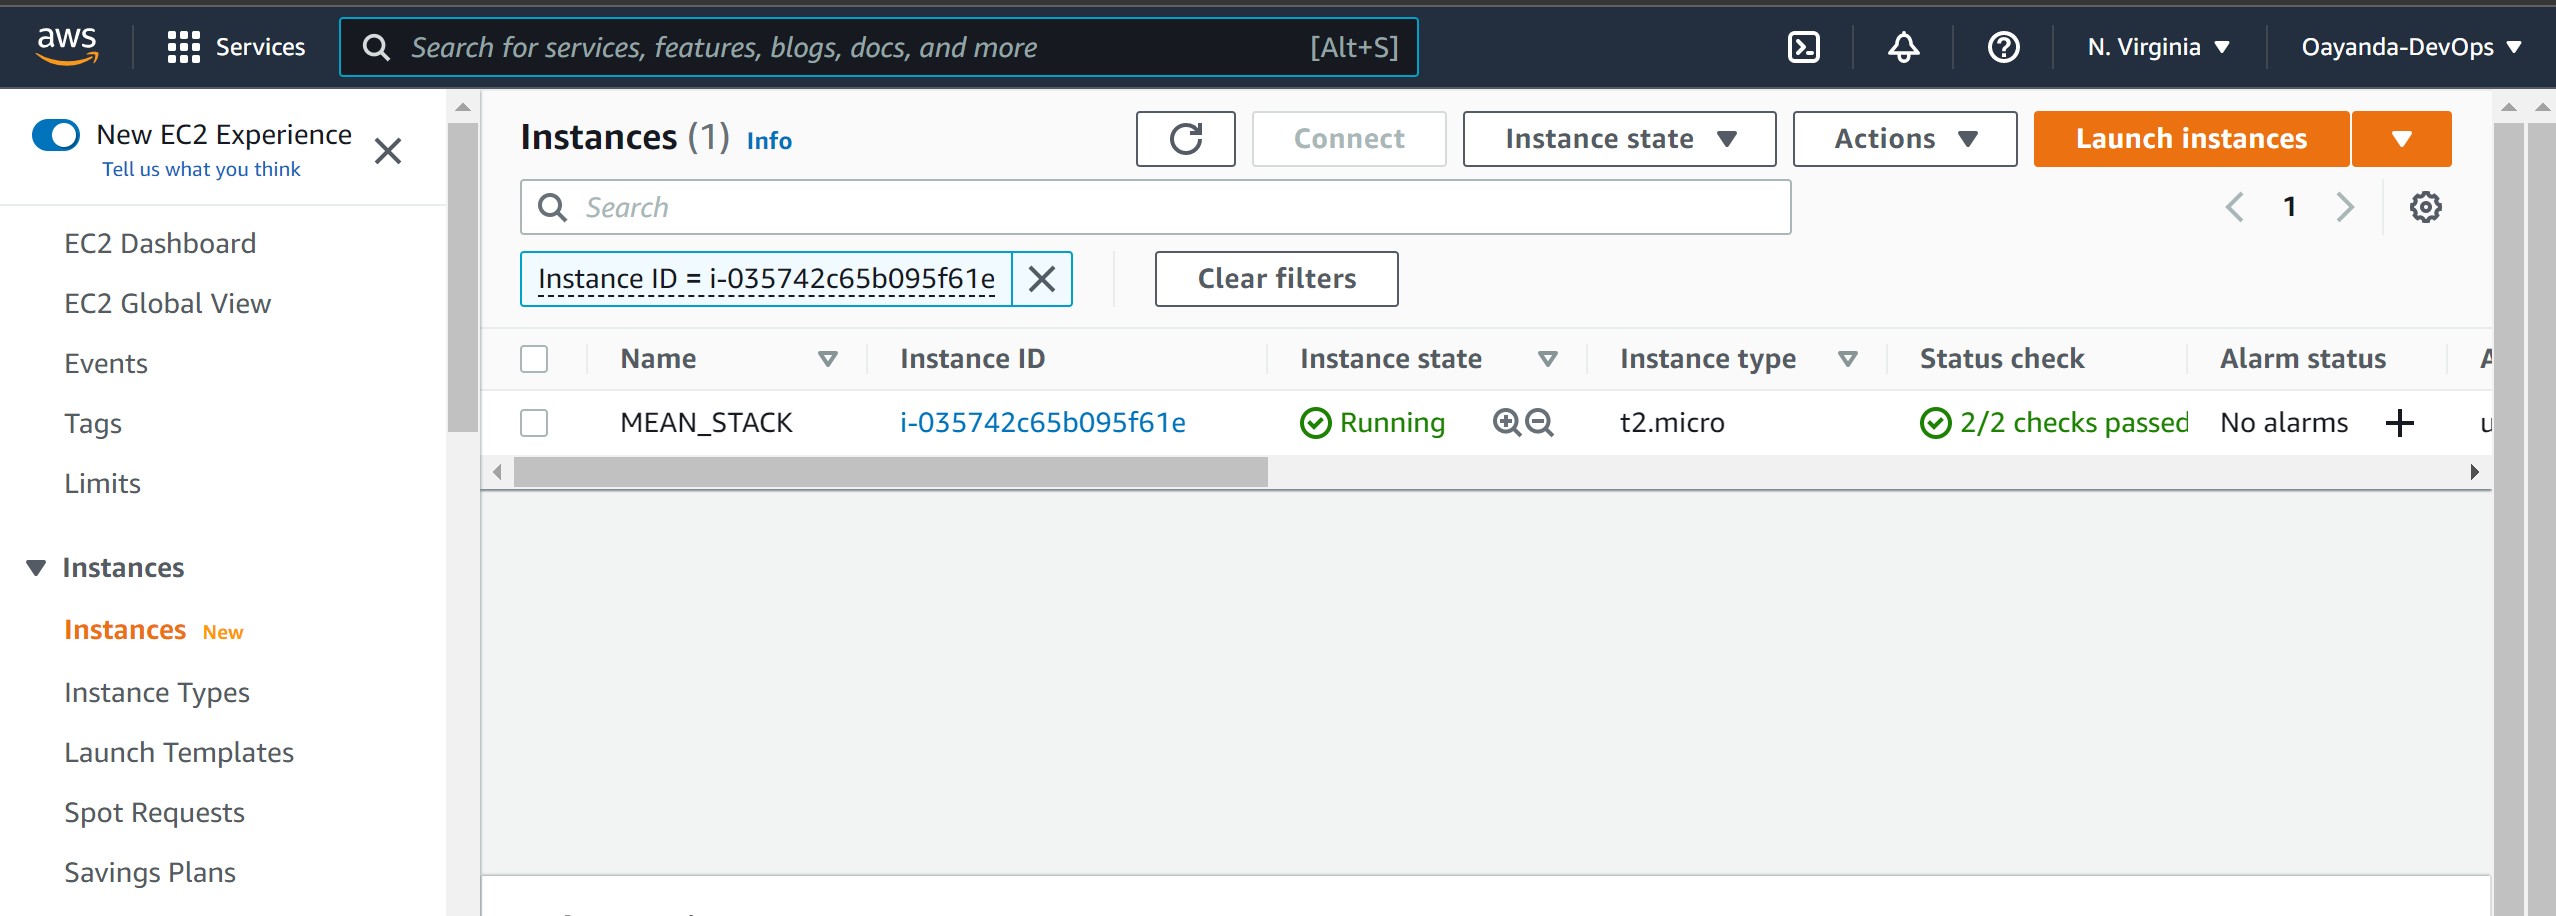 aws
Services
Search for services, features, blogs, docs, and more [Alt+S]
N. Virginia
Oayanda-DevOps
New EC2 Experience
Tell us what you think
EC2 Dashboard
EC2 Global View
Events
Tags
Limits
Instances
Instances New
Instance Types
Launch Templates
Spot Requests
Savings Plans
Instances (1) Info
Connect
Instance state
Actions
Launch instances
Search
1
Instance ID = i-035742c65b095f61e
Clear filters
Name Instance ID Instance state Instance type Status check Alarm status
MEAN_STACK i-035742c65b095f61e Running t2.micro 2/2 checks passed No alarms